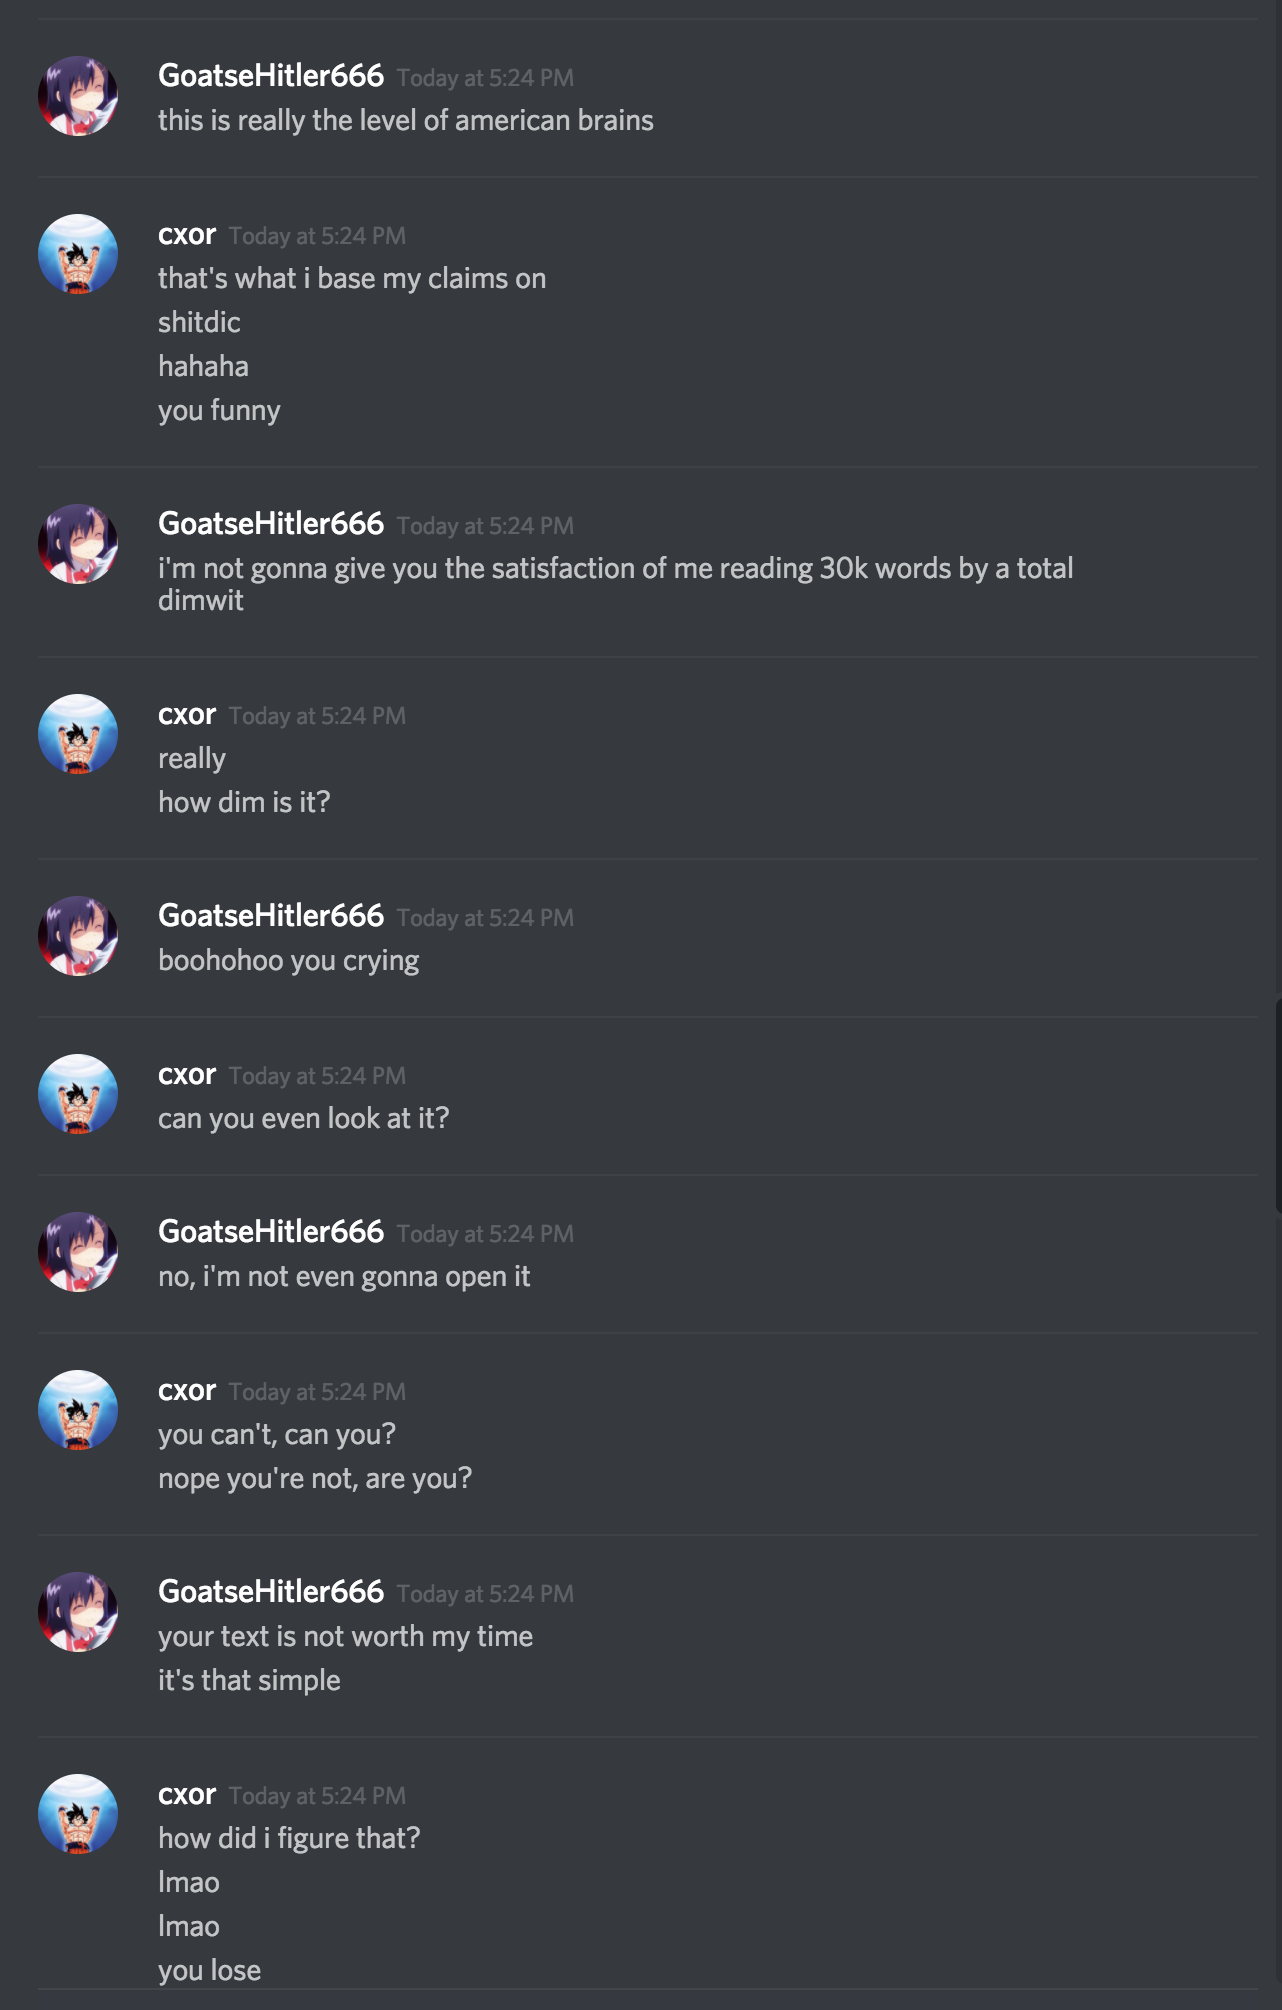 GoatseHitler666 Today at 5:24 PM
this is really the level of american brains
cxor Today at 5:24 PM
that's what i base my claims on
shitdic
hahaha
you funny
GoatseHitler666 Today at 5:24 PM
i'm not gonna give you the satisfaction of me reading 30k words by a total
dimwit
cxor Today at 5:24 PM
really
how dim is it?
GoatseHitler666 Today at 5:24 PM
boohohoo you crying
cxor Today at 5:24 PM
can you even look at it?
GoatseHitler666 Today at 5:24 PM
no, i'm not even gonna open it
cxor Today at 5:24 PM
you can't, can you?
nope you're not, are you?
GoatseHitler666 Today at 5:24 PM
your text is not worth my time
it's that simple
cxor Today at 5:24 PM
how did i figure that?
lmao
lmao
you lose